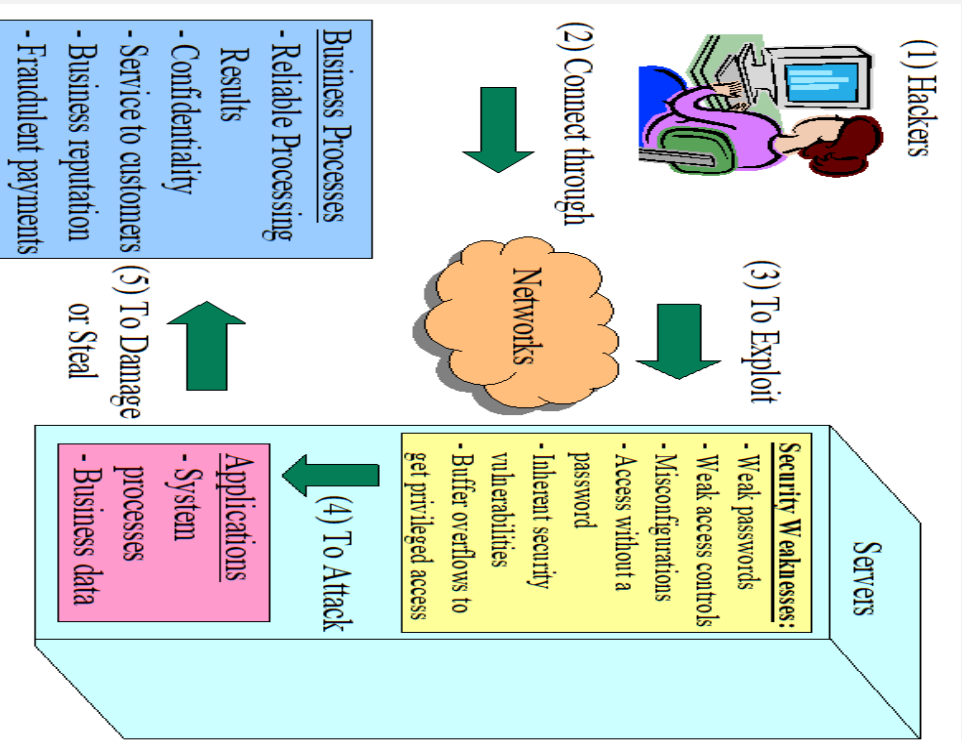 (1) Hackers
(2) Connect through
Networks
(3) To Exploit
Servers
Security Weaknesses:
- Weak passwords
- Weak access controls
- Misconfigurations
- Access without a
password
- Inherent security
vulnerabilities
- Buffer overflows to
get privileged access
(4) To Attack
Applications
- System
processes
- Business data
(5) To Damage
or Steal
Business Processes
- Reliable Processing
Results
- Confidentiality
- Service to customers
- Business reputation
- Fraudulent payments